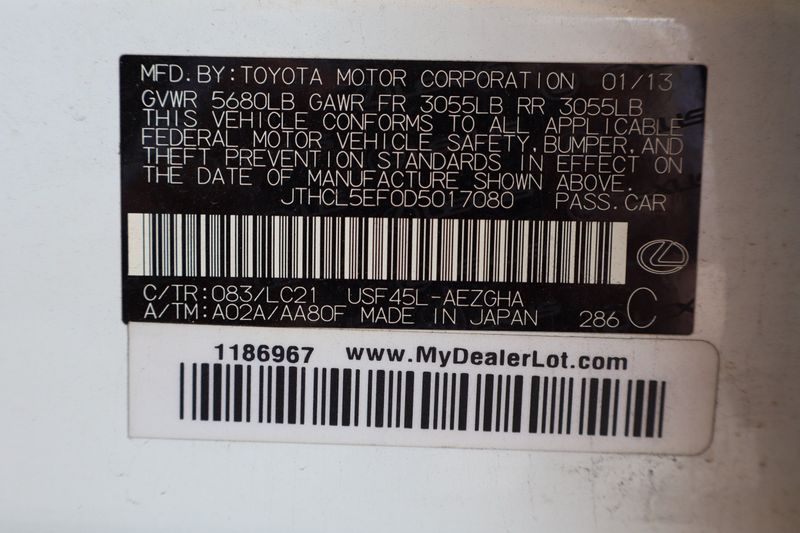 MFD. BY: TOYOTA MOTOR CORPORATION 01/13
GVWR 5680LB GAWR FR 3055LB RR 3055LB
THIS VEHICLE CONFORMS TO ALL APPLICABLE
FEDERAL MOTOR VEHICLE SAFETY, BUMPER, AND
THEFT PREVENTION STANDARDS IN EFFECT ON
THE DATE OF MANUFACTURE SHOWN ABOVE.
JTHCL5EF0D5017080 PASS.CAR
C/TR: 083/LC21 USF45L-AEZGHA
A/TM: A02A/AA80F MADE IN JAPAN 286 C
1186967 www.MyDealerLot.com